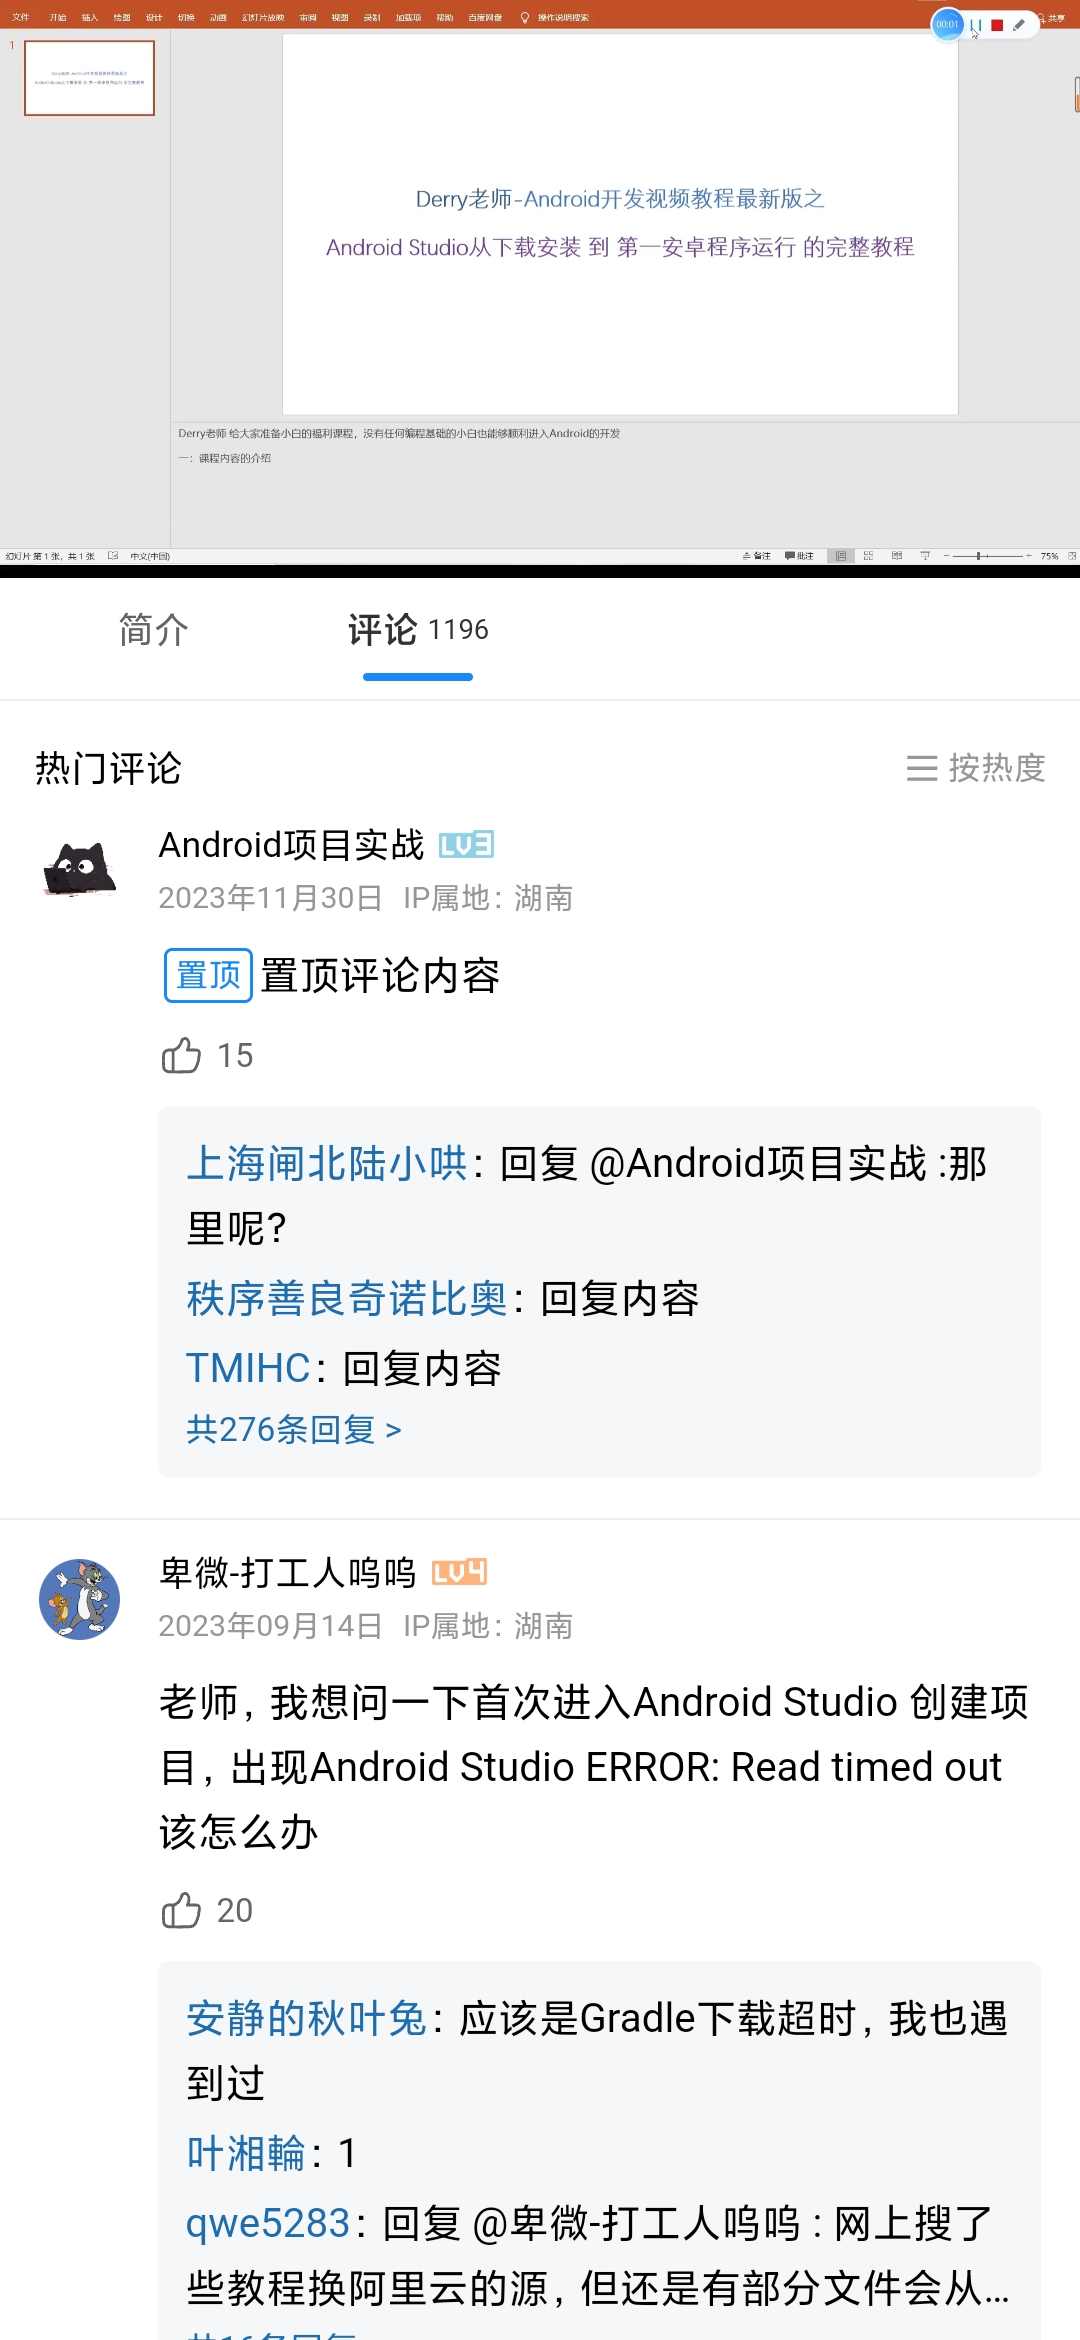 文件 开始 插入 绘图 设计 切换 动画 幻灯片放映 审阅 视图 录制 加载项 帮助 百度网盘 操作说明搜索
00:01
共享
1
Derry老师-Android开发视频教程最新版之
Android Studio从下载安装 到 第一安卓程序运行 的完整教程
Derry老师 给大家准备小白的福利课程，没有任何编程基础的小白也能够顺利进入Android的开发
一：课程内容的介绍
幻灯片 第 1 张，共 1 张 中文(中国) 备注 批注 75%
简介 评论 1196
热门评论 按热度
Android项目实战 LV3
2023年11月30日 IP属地：湖南
置顶 置顶评论内容
15
上海闸北陆小哄：回复 @Android项目实战 :那
里呢?
秩序善良奇诺比奥：回复内容
TMIHC：回复内容
共276条回复 >
卑微-打工人呜呜 LV4
2023年09月14日 IP属地：湖南
老师，我想问一下首次进入Android Studio 创建项
目，出现Android Studio ERROR: Read timed out
该怎么办
20
安静的秋叶兔：应该是Gradle下载超时，我也遇
到过
叶湘輪：1
qwe5283：回复 @卑微-打工人呜呜 : 网上搜了
些教程换阿里云的源，但还是有部分文件会从...
共16条回复